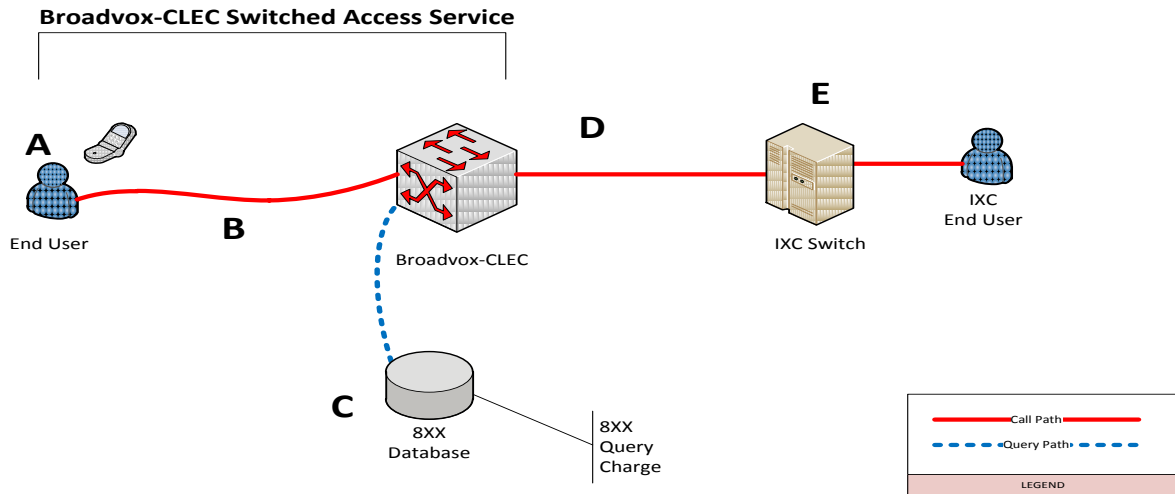 Broadvox-CLEC Switched Access Service
A
B
C
D
E
End User
Broadvox-CLEC
IXC Switch
IXC
End User
8XX
Database
8XX
Query
Charge
Call Path
Query Path
LEGEND